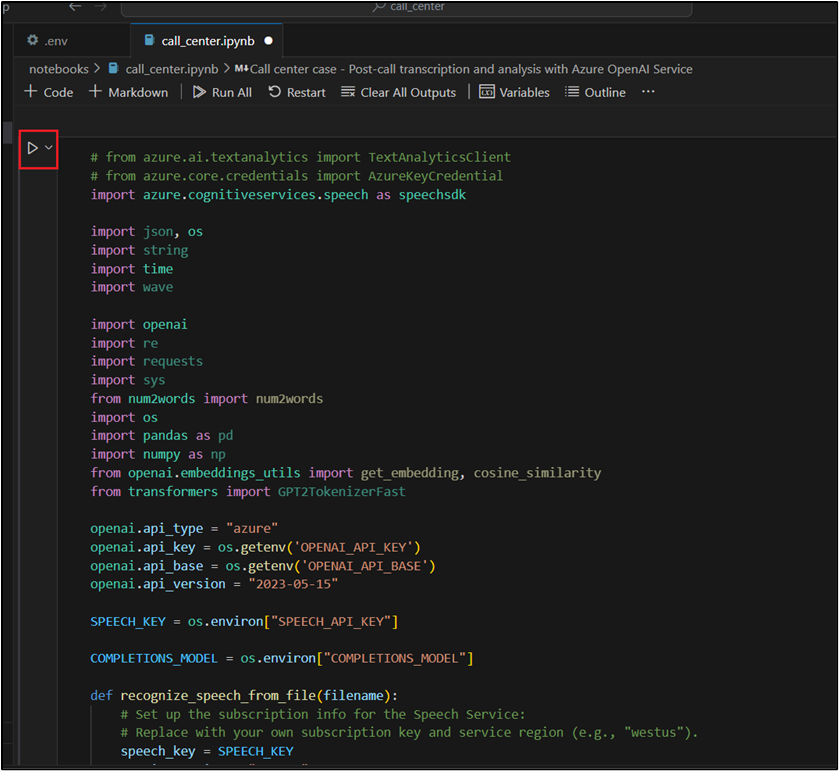 p
call_center
.env
call_center.ipynb
notebooks > call_center.ipynb > M↓Call center case - Post-call transcription and analysis with Azure OpenAI Service
+ Code + Markdown | Run All Restart Clear All Outputs | Variables Outline ...
# from azure.ai.textanalytics import TextAnalyticsClient
# from azure.core.credentials import AzureKeyCredential
import azure.cognitiveservices.speech as speechsdk
import json, os
import string
import time
import wave
import openai
import re
import requests
import sys
from num2words import num2words
import os
import pandas as pd
import numpy as np
from openai.embeddings_utils import get_embedding, cosine_similarity
from transformers import GPT2TokenizerFast
openai.api_type = "azure"
openai.api_key = os.getenv('OPENAI_API_KEY')
openai.api_base = os.getenv('OPENAI_API_BASE')
openai.api_version = "2023-05-15"
SPEECH_KEY = os.environ["SPEECH_API_KEY"]
COMPLETIONS_MODEL = os.environ["COMPLETIONS_MODEL"]
def recognize_speech_from_file(filename):
# Set up the subscription info for the Speech Service:
# Replace with your own subscription key and service region (e.g., "westus").
speech_key = SPEECH_KEY